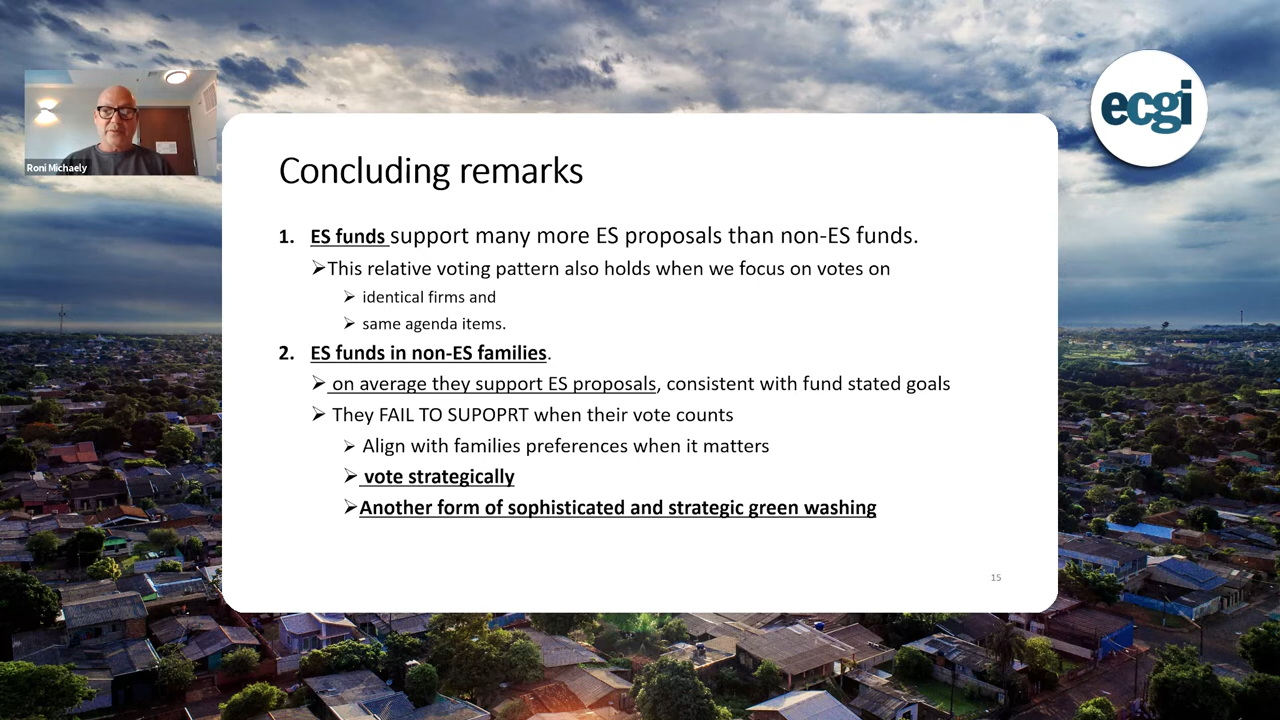 Roni Michaely
ecgi
Concluding remarks
1. ES funds support many more ES proposals than non-ES funds.
➢This relative voting pattern also holds when we focus on votes on
➢ identical firms and
➢ same agenda items.
2. ES funds in non-ES families.
➢ on average they support ES proposals, consistent with fund stated goals
➢ They FAIL TO SUPOPRT when their vote counts
➢ Align with families preferences when it matters
➢ vote strategically
➢Another form of sophisticated and strategic green washing
15